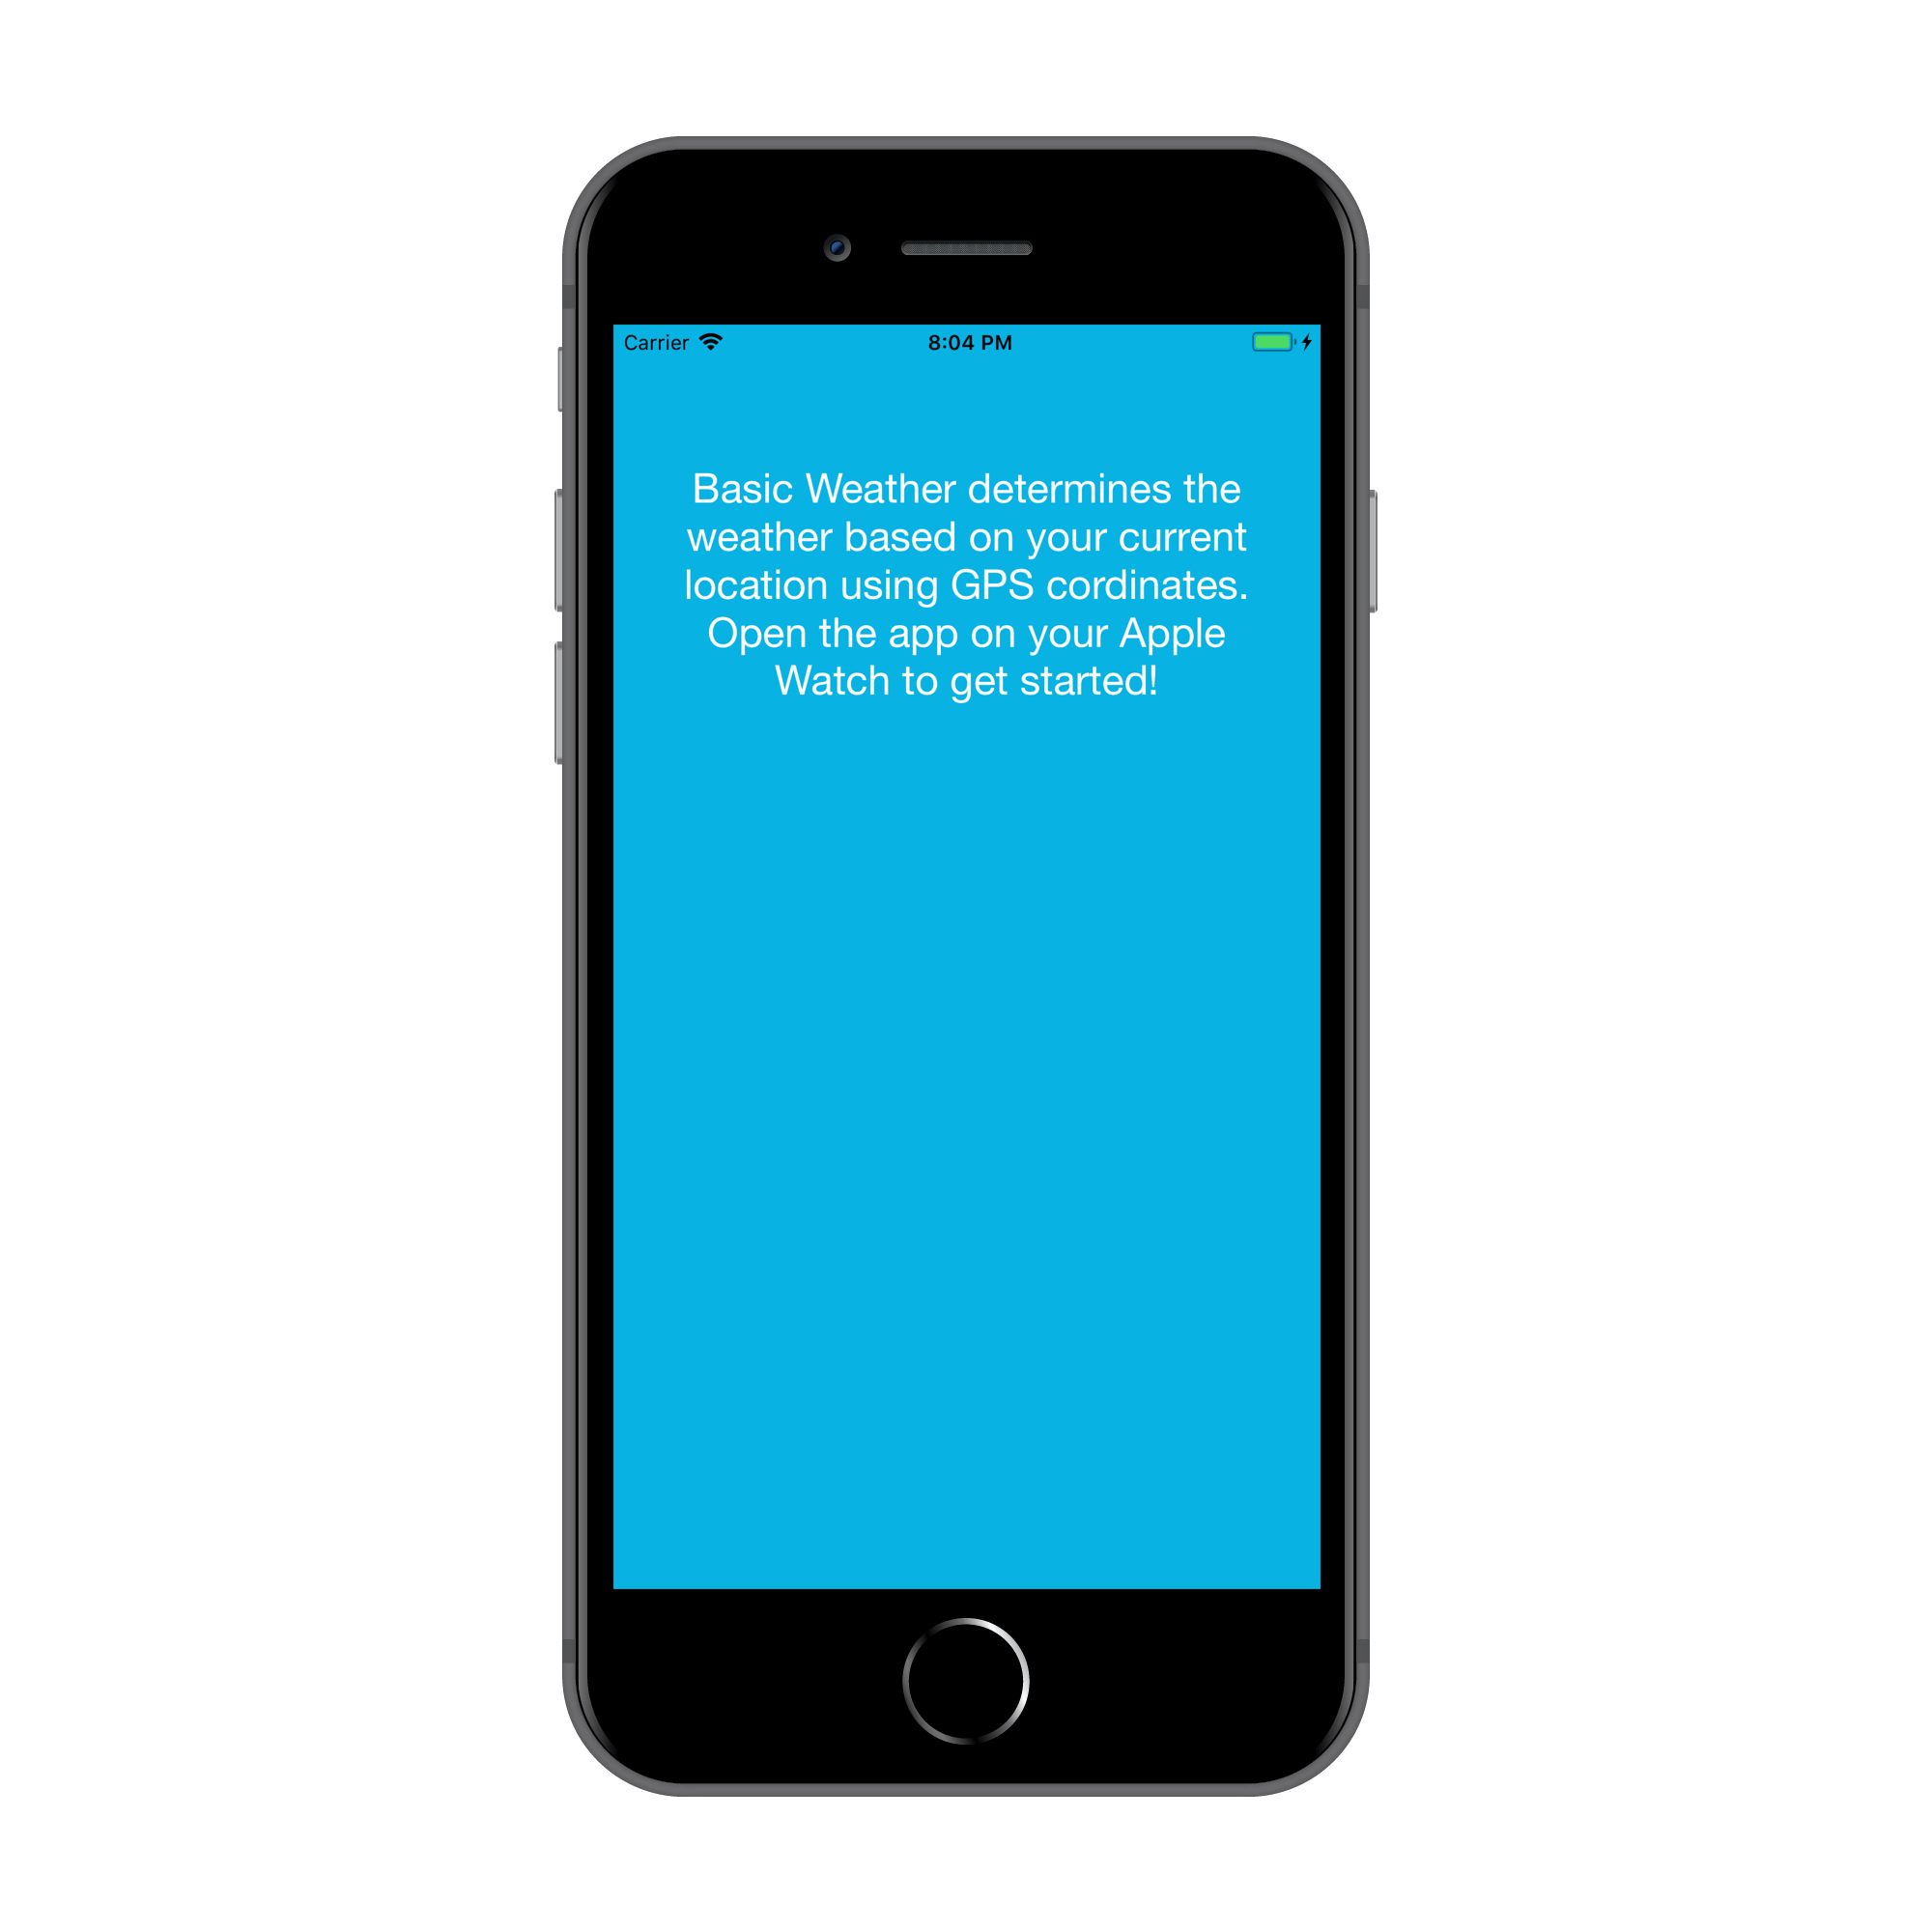 Carrier 8:04 PM
Basic Weather determines the
weather based on your current
location using GPS cordinates.
Open the app on your Apple
Watch to get started!